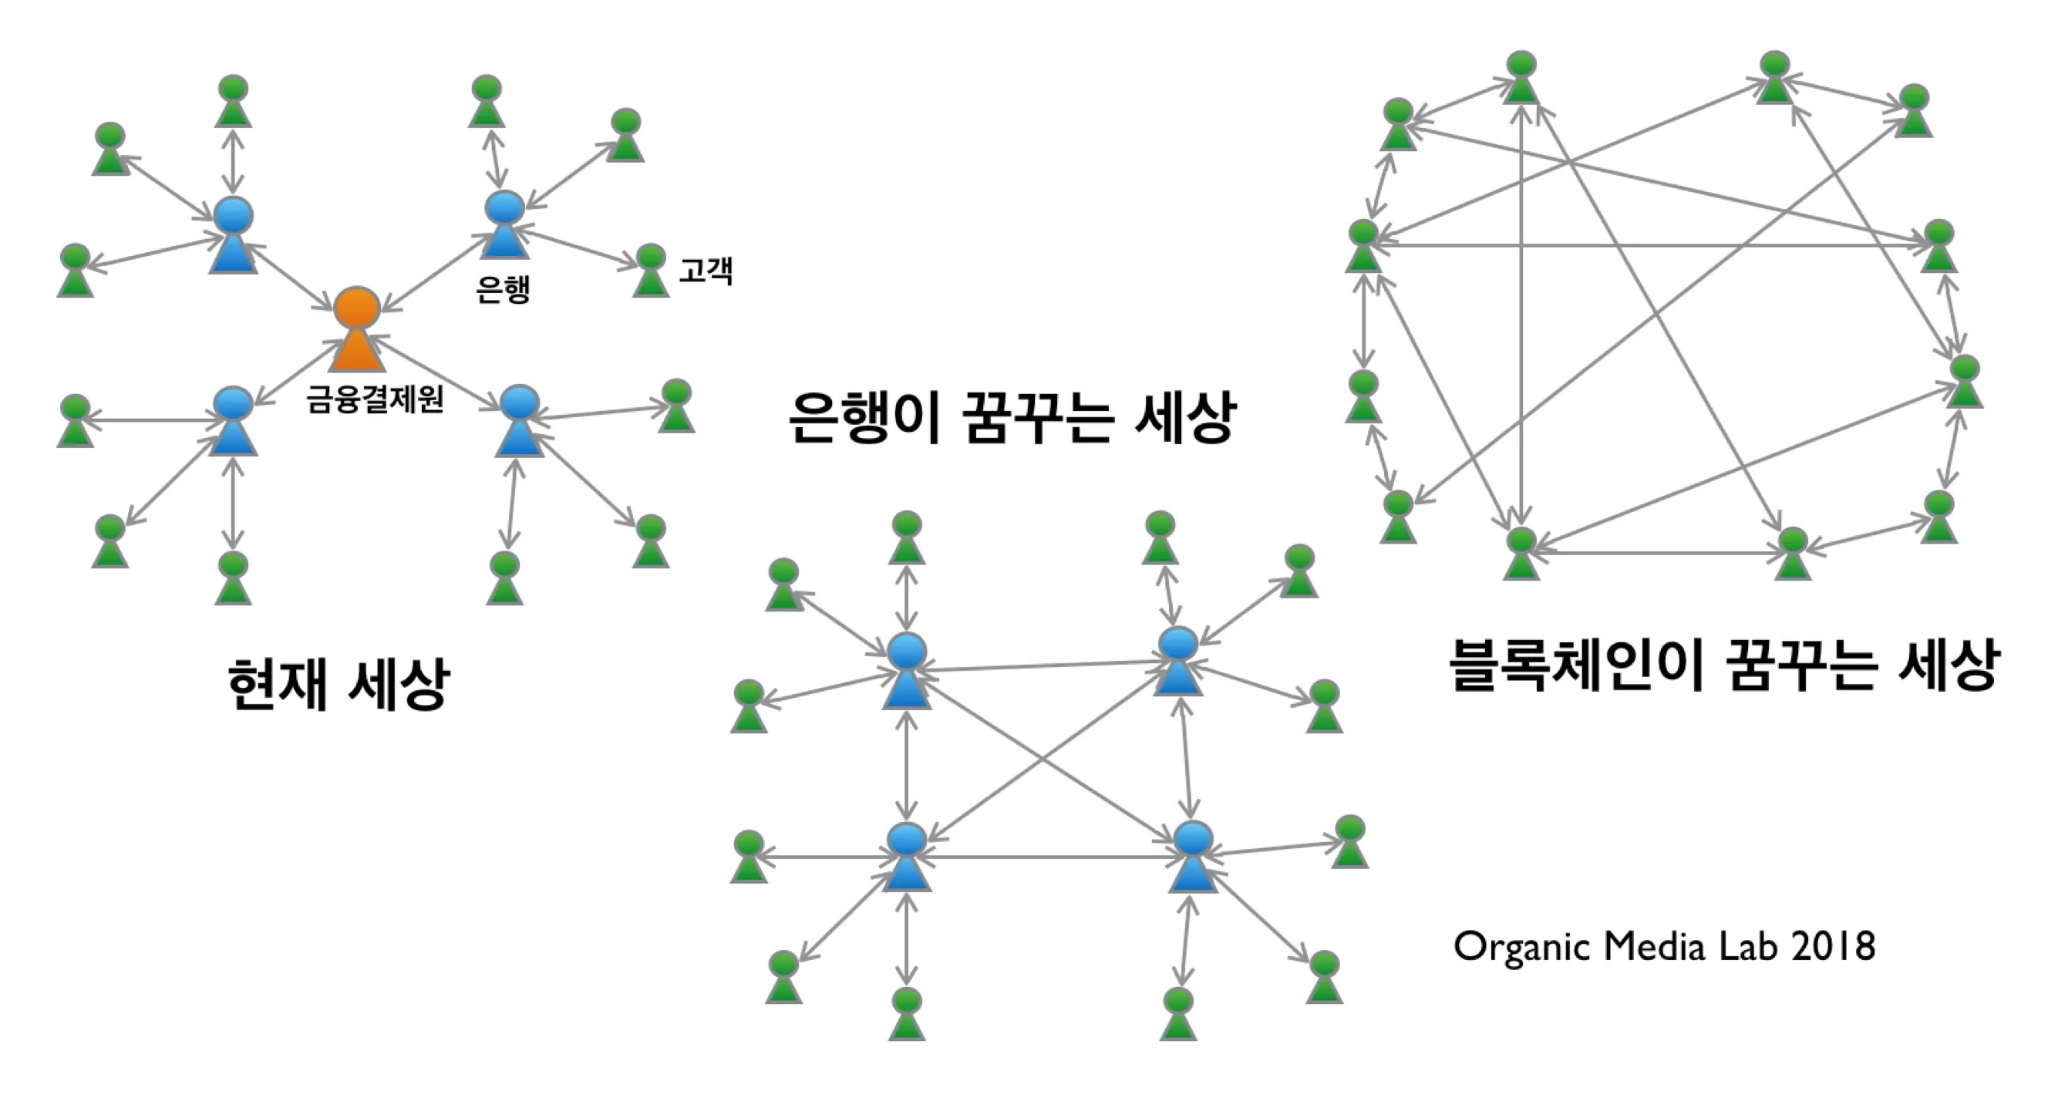 고객
은행
금융결제원
현재 세상
은행이 꿈꾸는 세상
블록체인이 꿈꾸는 세상
Organic Media Lab 2018